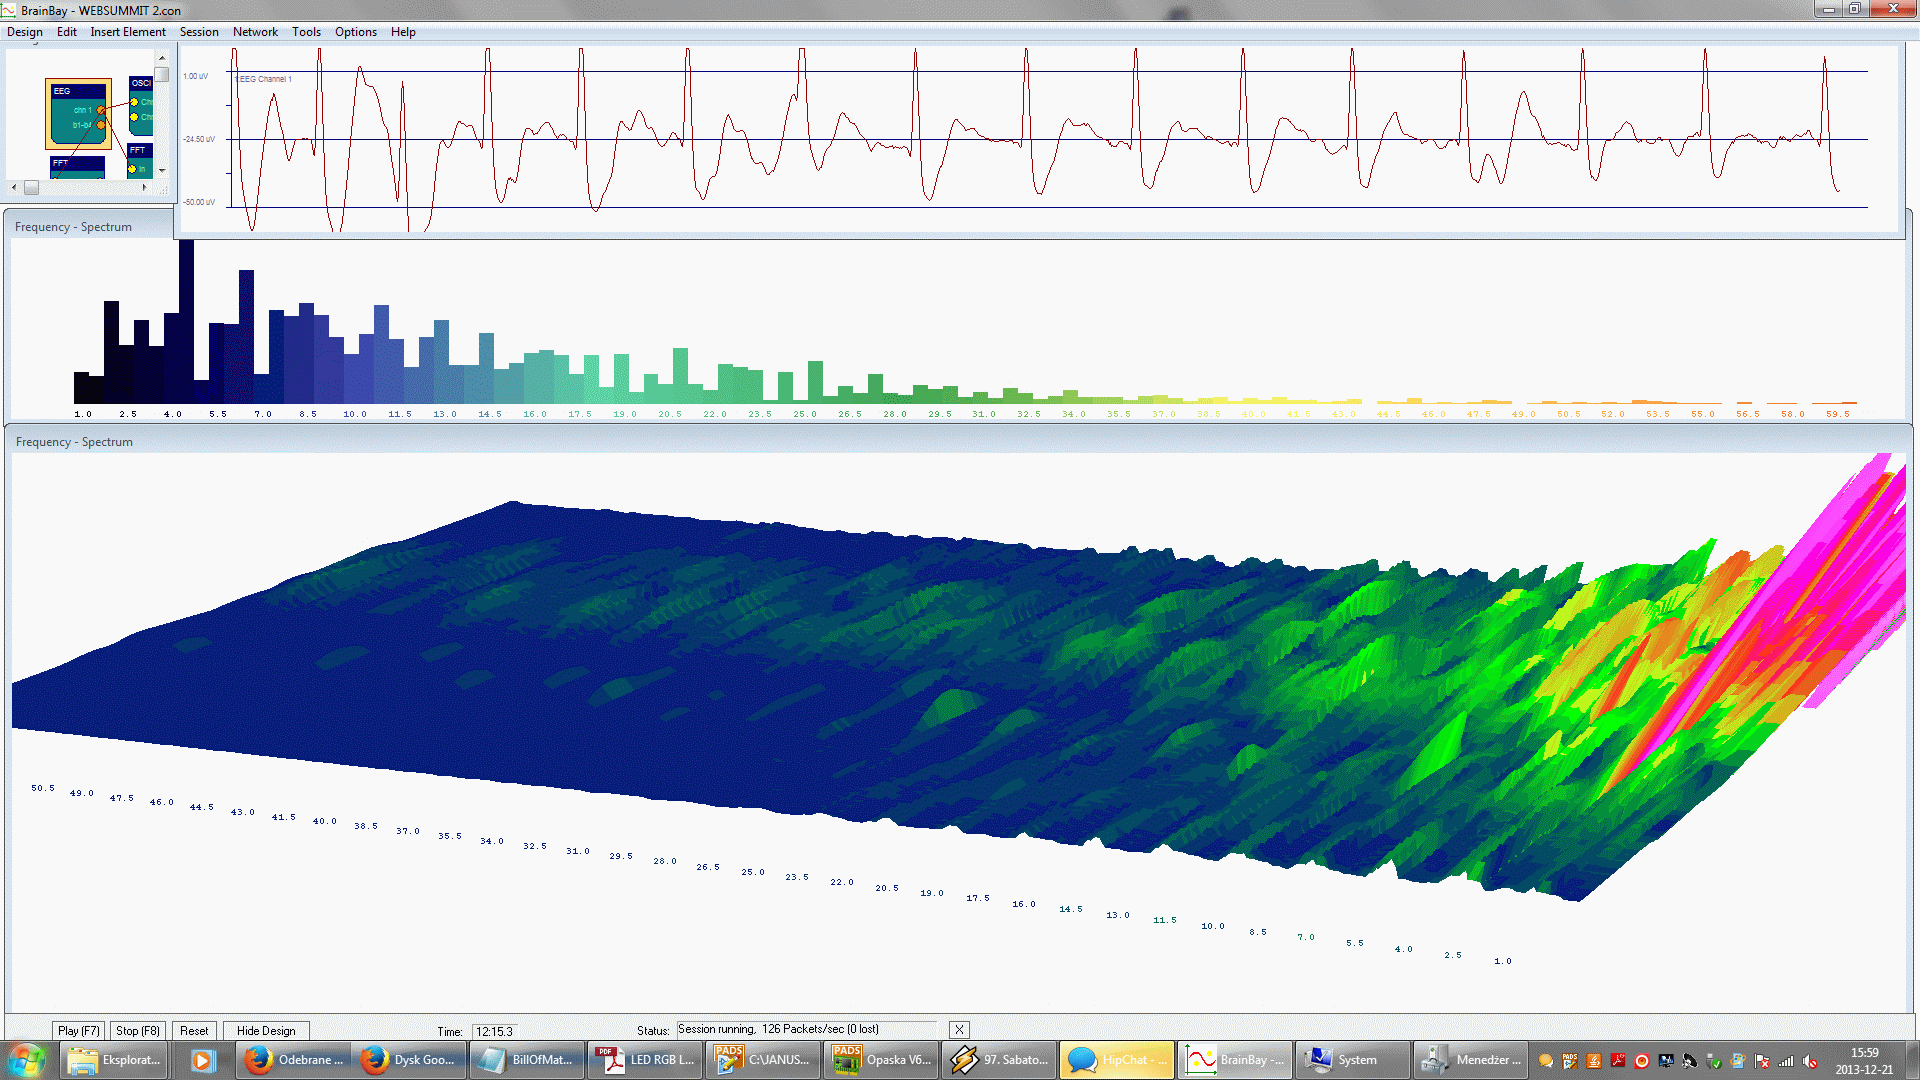 BrainBay - WEBSUMMIT 2.con
Design Edit Insert Element Session Network Tools Options Help
EEG
chn 1
b1-b4
OSCI
Ch
Ch
FFT
FFT
in
1.00 uV
1:EEG Channel 1
-24.50 uV
-50.00 uV
Frequency - Spectrum
1.0 2.5 4.0 5.5 7.0 8.5 10.0 11.5 13.0 14.5 16.0 17.5 19.0 20.5 22.0 23.5 25.0 26.5 28.0 29.5 31.0 32.5 34.0 35.5 37.0 38.5 40.0 41.5 43.0 44.5 46.0 47.5 49.0 50.5 52.0 53.5 55.0 56.5 58.0 59.5
Frequency - Spectrum
50.5 49.0 47.5 46.0 44.5 43.0 41.5 40.0 38.5 37.0 35.5 34.0 32.5 31.0 29.5 28.0 26.5 25.0 23.5 22.0 20.5 19.0 17.5 16.0 14.5 13.0 11.5 10.0 8.5 7.0 5.5 4.0 2.5 1.0
Play (F7) Stop (F8) Reset Hide Design Time: 12:15.3 Status: Session running, 126 Packets/sec (0 lost) X
Eksplorat... Odebrane ... Dysk Goo... BillOfMat... LED RGB L... C:\JANUS... Opaska V6... 97. Sabato... HipChat - ... BrainBay -... System Menedżer ...
15:59
2013-12-21